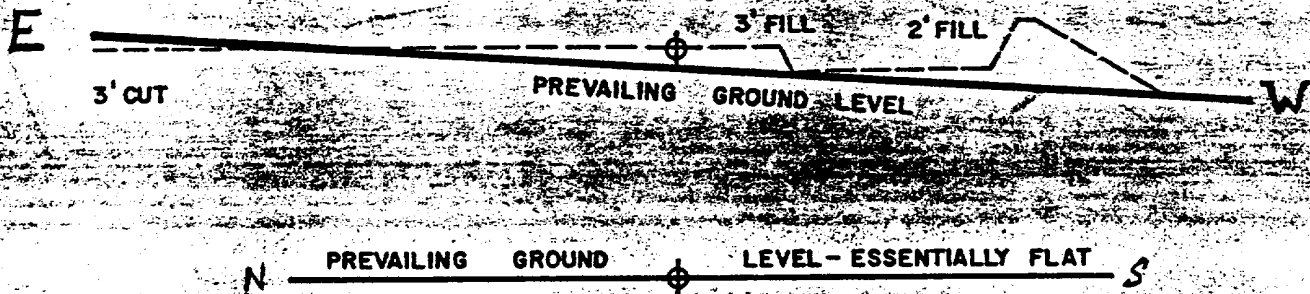 E 3' FILL 2' FILL
3' CUT PREVAILING GROUND LEVEL W
N PREVAILING GROUND LEVEL - ESSENTIALLY FLAT S